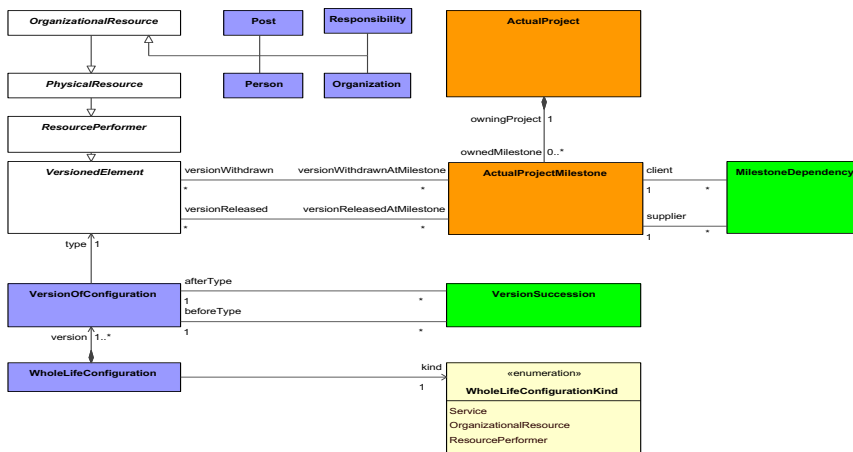 OrganizationalResource
Post
Responsibility
ActualProject
PhysicalResource
Person
Organization
ResourcePerformer
owningProject 1
ownedMilestone 0..*
VersionedElement
versionWithdrawn versionWithdrawnAtMilestone
* *
versionReleased versionReleasedAtMilestone
* *
ActualProjectMilestone
client
1 *
supplier
1 *
MilestoneDependency
type 1
VersionOfConfiguration
afterType
1 *
beforeType
1 *
VersionSuccession
version 1..*
WholeLifeConfiguration
kind
1
«enumeration»
WholeLifeConfigurationKind
Service
OrganizationalResource
ResourcePerformer